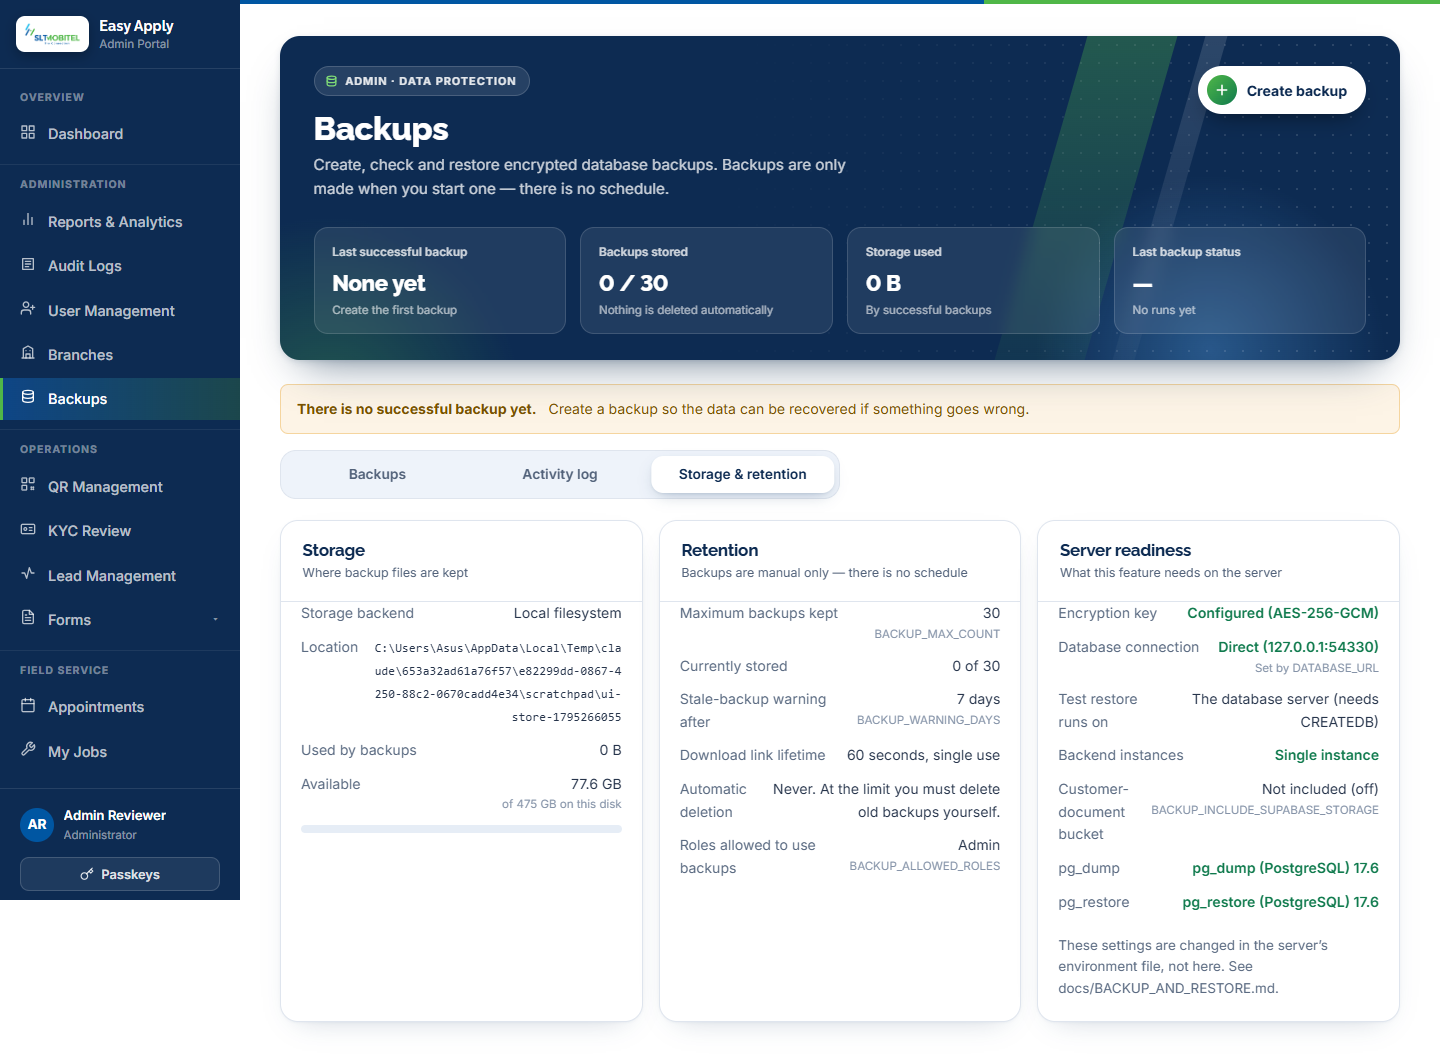 SLTMOBITEL
Easy Apply
Admin Portal
OVERVIEW
Dashboard
ADMINISTRATION
Reports & Analytics
Audit Logs
User Management
Branches
Backups
OPERATIONS
QR Management
KYC Review
Lead Management
Forms
FIELD SERVICE
Appointments
My Jobs
AR
Admin Reviewer
Administrator
Passkeys
ADMIN · DATA PROTECTION
Create backup
Backups
Create, check and restore encrypted database backups. Backups are only
made when you start one — there is no schedule.
Last successful backup
None yet
Create the first backup
Backups stored
0 / 30
Nothing is deleted automatically
Storage used
0 B
By successful backups
Last backup status
—
No runs yet
There is no successful backup yet. Create a backup so the data can be recovered if something goes wrong.
Backups
Activity log
Storage & retention
Storage
Where backup files are kept
Storage backend Local filesystem
Location C:\Users\Asus\AppData\Local\Temp\cla
ude\653a32ad61a76f57\e82299dd-0867-4
250-88c2-0670cadd4e34\scratchpad\ui-
store-1795266055
Used by backups 0 B
Available 77.6 GB
of 475 GB on this disk
Retention
Backups are manual only — there is no schedule
Maximum backups kept 30
BACKUP_MAX_COUNT
Currently stored 0 of 30
Stale-backup warning 7 days
after BACKUP_WARNING_DAYS
Download link lifetime 60 seconds, single use
Automatic Never. At the limit you must delete
deletion old backups yourself.
Roles allowed to use Admin
backups BACKUP_ALLOWED_ROLES
Server readiness
What this feature needs on the server
Encryption key Configured (AES-256-GCM)
Database connection Direct (127.0.0.1:54330)
Set by DATABASE_URL
Test restore The database server (needs
runs on CREATEDB)
Backend instances Single instance
Customer- Not included (off)
document BACKUP_INCLUDE_SUPABASE_STORAGE
bucket
pg_dump pg_dump (PostgreSQL) 17.6
pg_restore pg_restore (PostgreSQL) 17.6
These settings are changed in the server’s
environment file, not here. See
docs/BACKUP_AND_RESTORE.md.